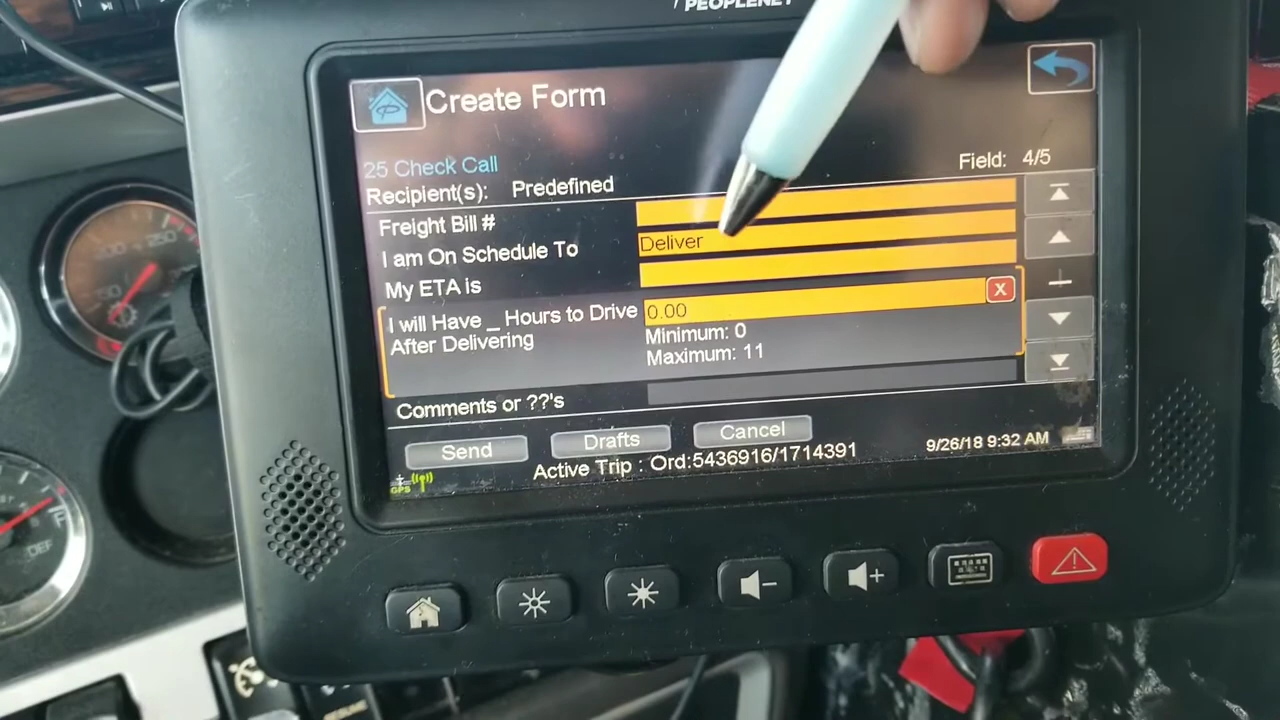 PEOPLENET
Create Form
25 Check Call
Field: 4/5
Recipient(s): Predefined
Freight Bill #
I am On Schedule To Deliver
My ETA is
I will Have _ Hours to Drive 0.00 X
After Delivering Minimum: 0
Maximum: 11
Comments or ??'s
Send Drafts Cancel
Active Trip : Ord:5436916/1714391 9/26/18 9:32 AM
GPS
DEF